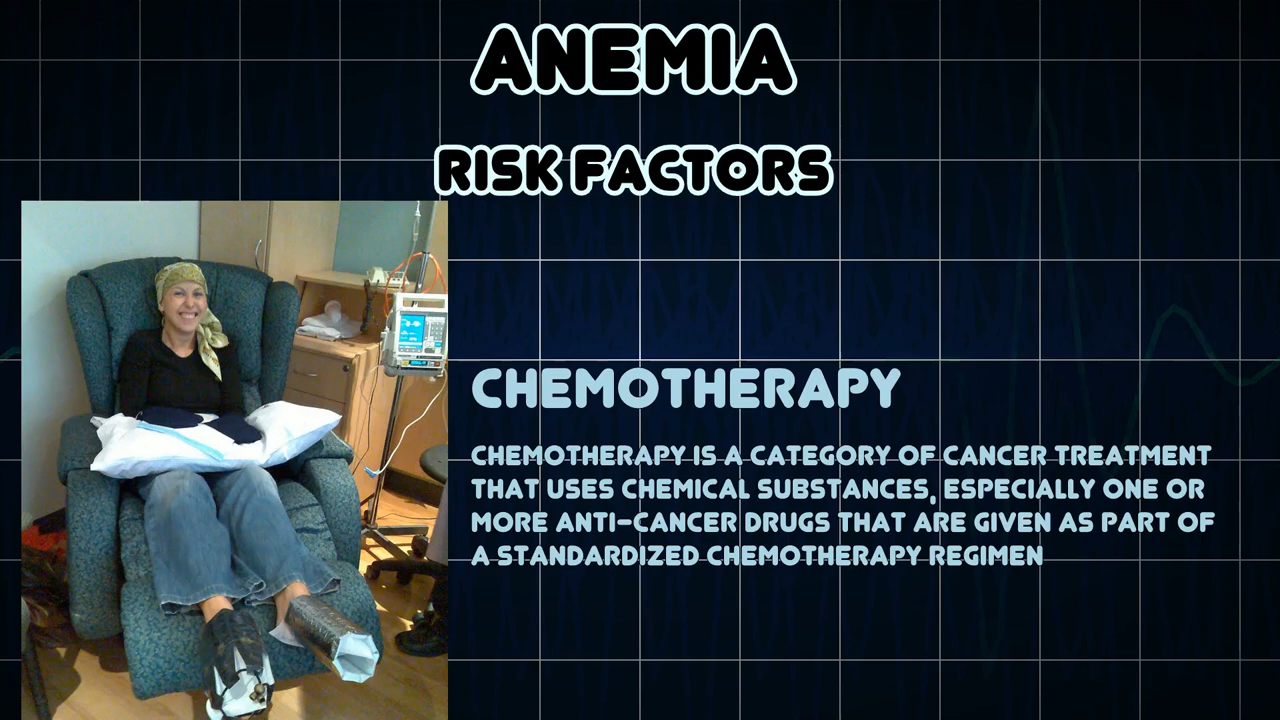 ANEMIA
RISK FACTORS
CHEMOTHERAPY
CHEMOTHERAPY IS A CATEGORY OF CANCER TREATMENT
THAT USES CHEMICAL SUBSTANCES, ESPECIALLY ONE OR
MORE ANTI-CANCER DRUGS THAT ARE GIVEN AS PART OF
A STANDARDIZED CHEMOTHERAPY REGIMEN